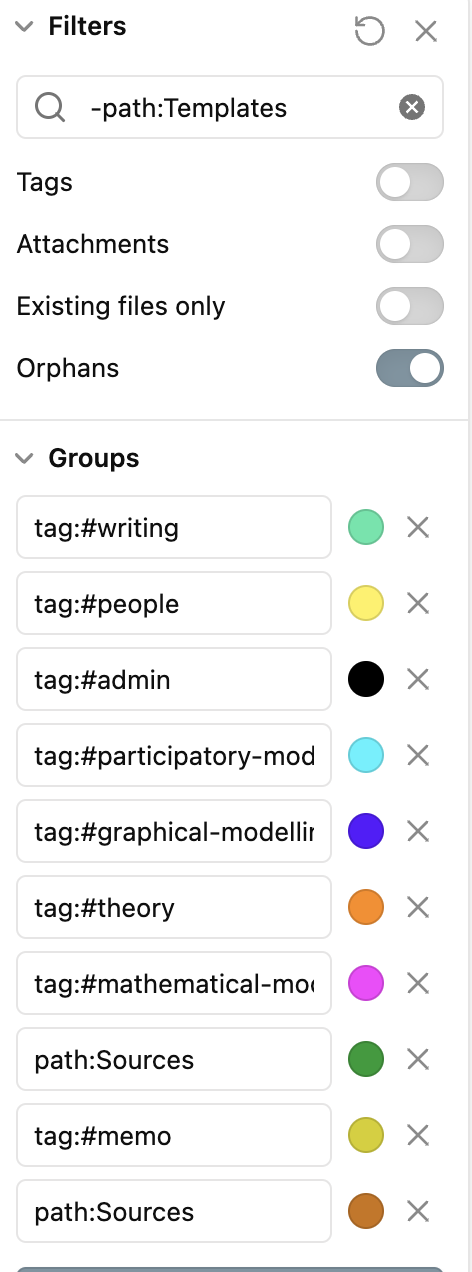 Filters
-path:Templates
Tags
Attachments
Existing files only
Orphans
Groups
tag:#writing
tag:#people
tag:#admin
tag:#participatory-mod
tag:#graphical-modellin
tag:#theory
tag:#mathematical-mo
path:Sources
tag:#memo
path:Sources